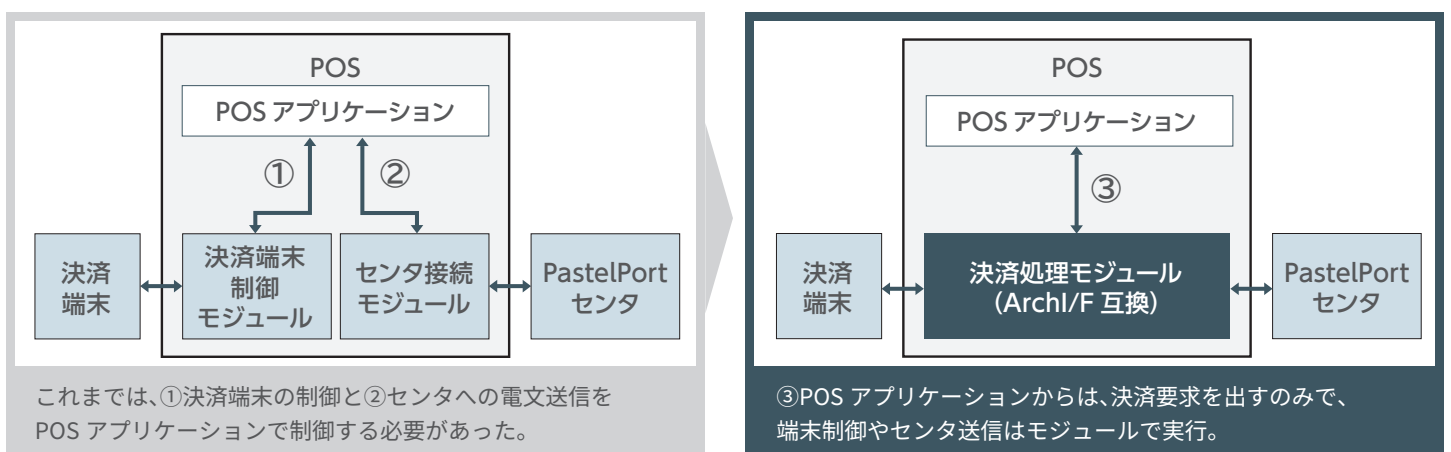 POS
POS アプリケーション
①
②
決済
端末
決済端末
制御
モジュール
センタ接続
モジュール
PastelPort
センタ
これまでは、①決済端末の制御と②センタへの電文送信を
POS アプリケーションで制御する必要があった。
POS
POS アプリケーション
③
決済
端末
決済処理モジュール
(ArchI/F 互換)
PastelPort
センタ
③POS アプリケーションからは、決済要求を出すのみで、
端末制御やセンタ送信はモジュールで実行。